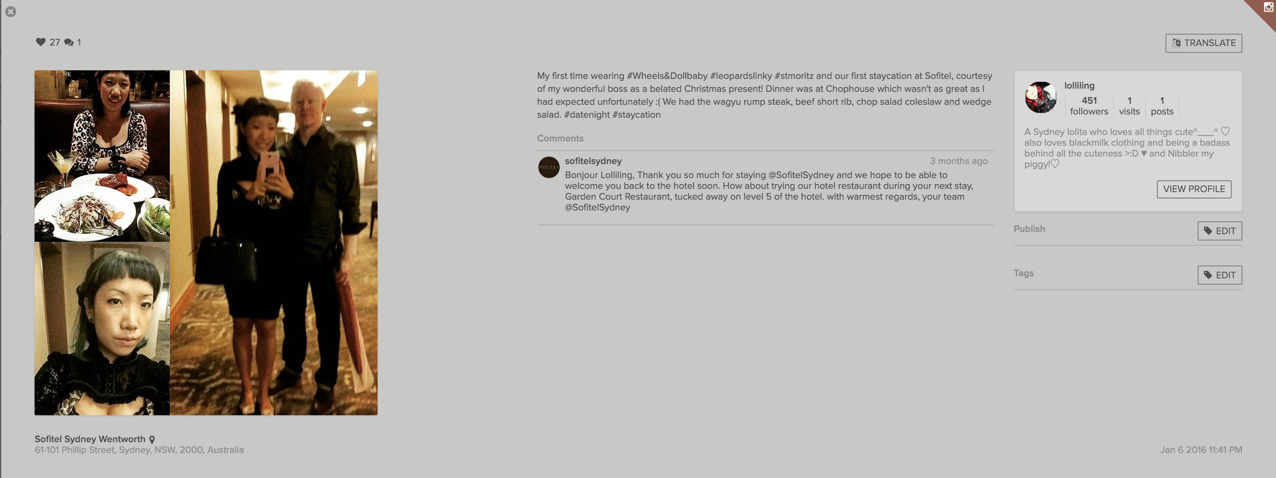 27 1
TRANSLATE
My first time wearing #Wheels&Dollbaby #leopardslinky #stmoritz and our first staycation at Sofitel, courtesy
of my wonderful boss as a belated Christmas present! Dinner was at Chophouse which wasn't as great as I
had expected unfortunately :( We had the wagyu rump steak, beef short rib, chop salad coleslaw and wedge
salad. #datenight #staycation
Comments
sofitelsydney 3 months ago
Bonjour Lolliling, Thank you so much for staying @SofitelSydney and we hope to be able to
welcome you back to the hotel soon. How about trying our hotel restaurant during your next stay,
Garden Court Restaurant, tucked away on level 5 of the hotel. with warmest regards, your team
@SofitelSydney
lolliling
451 1 1
followers visits posts
A Sydney lolita who loves all things cute^___^ ♡
also loves blackmilk clothing and being a badass
behind all the cuteness >:D ♥ and Nibbler my
piggy!♡
VIEW PROFILE
Publish EDIT
Tags EDIT
Sofitel Sydney Wentworth
61-101 Phillip Street, Sydney, NSW, 2000, Australia
Jan 6 2016 11:41 PM